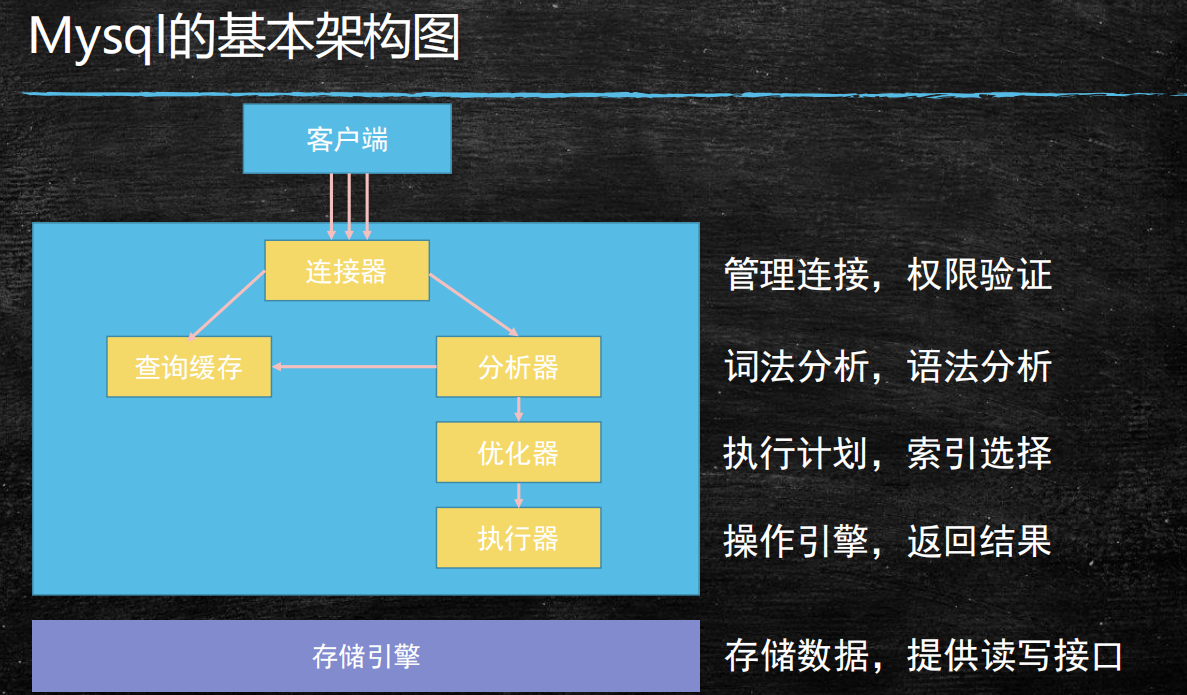 Mysql的基本架构图
客户端
连接器
管理连接，权限验证
查询缓存
分析器
词法分析，语法分析
优化器
执行计划，索引选择
执行器
操作引擎，返回结果
存储引擎
存储数据，提供读写接口